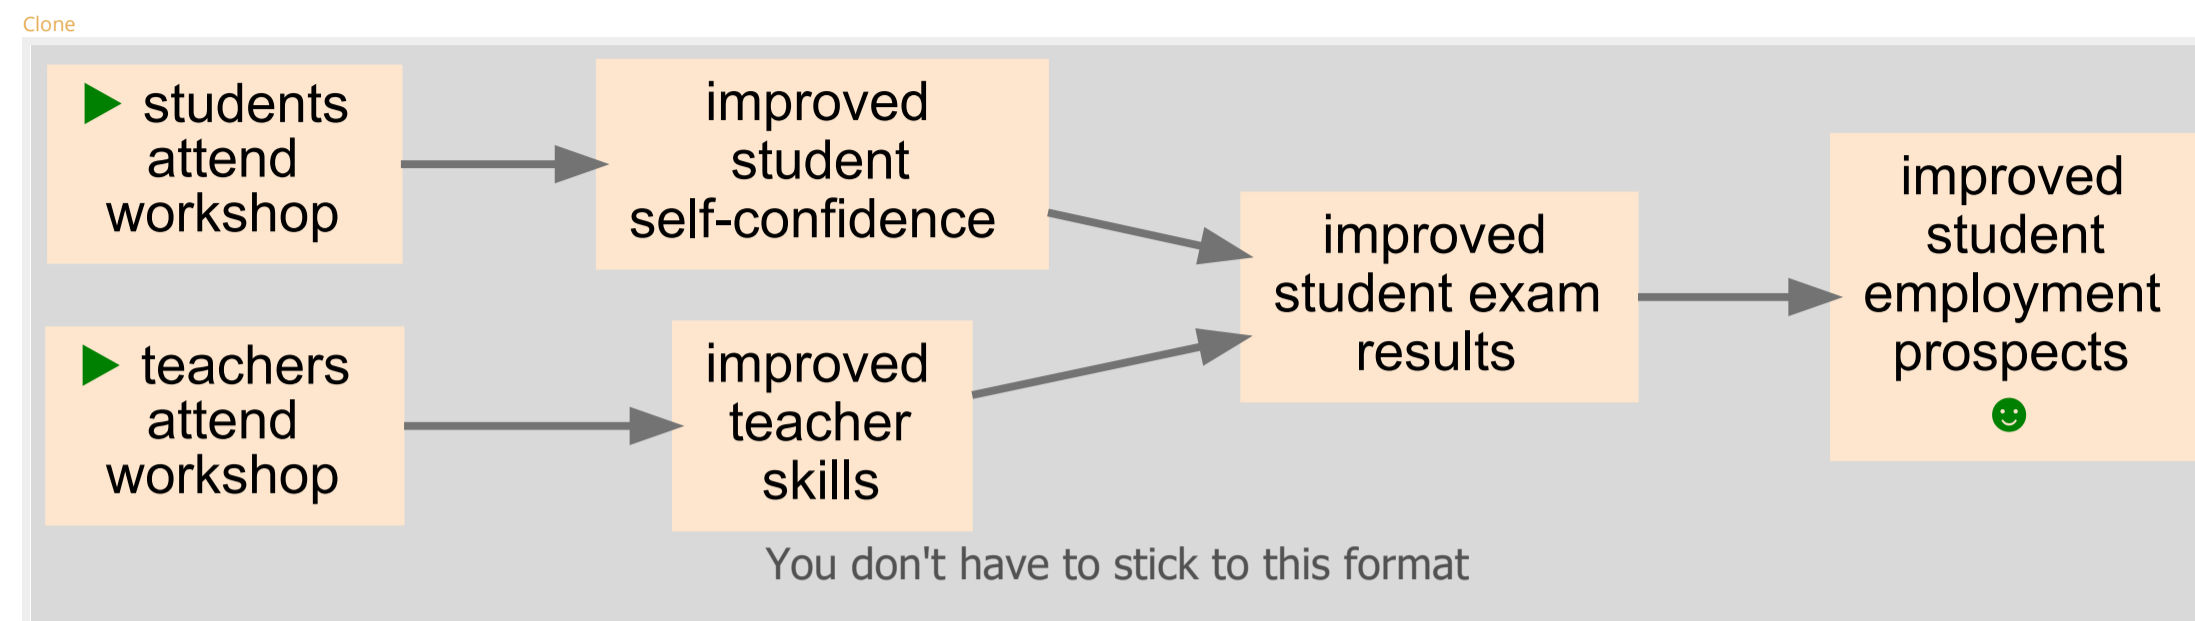 Clone
▶ students
attend
workshop
improved
student
self-confidence
▶ teachers
attend
workshop
improved
teacher
skills
improved
student exam
results
improved
student
employment
prospects
☻
You don't have to stick to this format